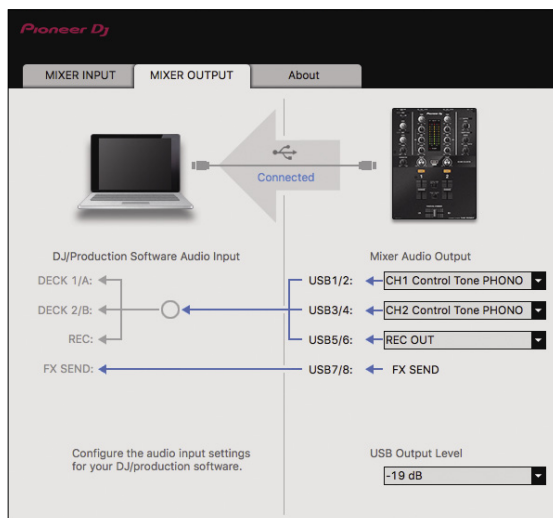 Pioneer Dj
MIXER INPUT
MIXER OUTPUT
About
Connected
DJ/Production Software Audio Input
Mixer Audio Output
DECK 1/A:
USB1/2:
CH1 Control Tone PHONO
DECK 2/B:
USB3/4:
CH2 Control Tone PHONO
REC:
USB5/6:
REC OUT
FX SEND:
USB7/8:
FX SEND
Configure the audio input settings
for your DJ/production software.
USB Output Level
-19 dB